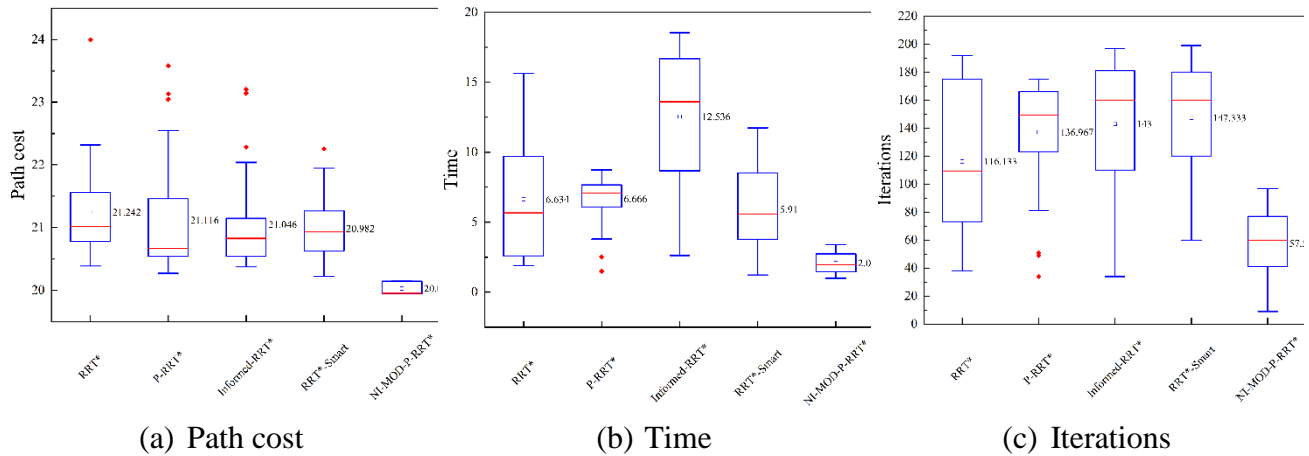 Path cost
24
23
22
21
20
21.242
21.116
21.046
20.982
RRT*
P-RRT*
Informed-RRT*
RRT*-Smart
NI-MOD-P-RRT*
(a) Path cost
Time
20
15
10
5
0
6.634
6.666
12.536
5.91
RRT*
P-RRT*
Informed-RRT*
RRT*-Smart
NI-MOD-P-RRT*
(b) Time
Iterations
220
200
180
160
140
120
100
80
60
40
20
0
116.133
136.967
143
147.333
RRT*
P-RRT*
Informed-RRT*
RRT*-Smart
NI-MOD-P-RRT*
(c) Iterations